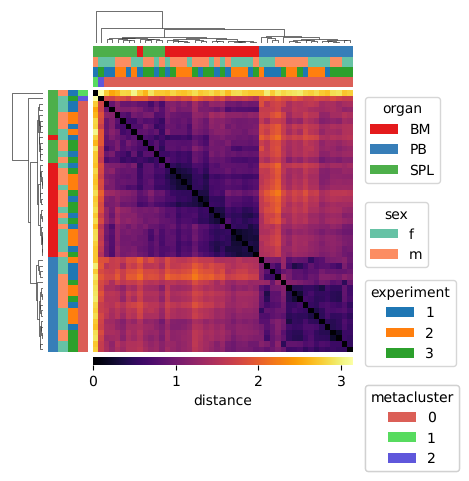 organ
BM
PB
SPL
sex
f
m
experiment
1
2
3
0 1 2 3
distance
metacluster
0
1
2